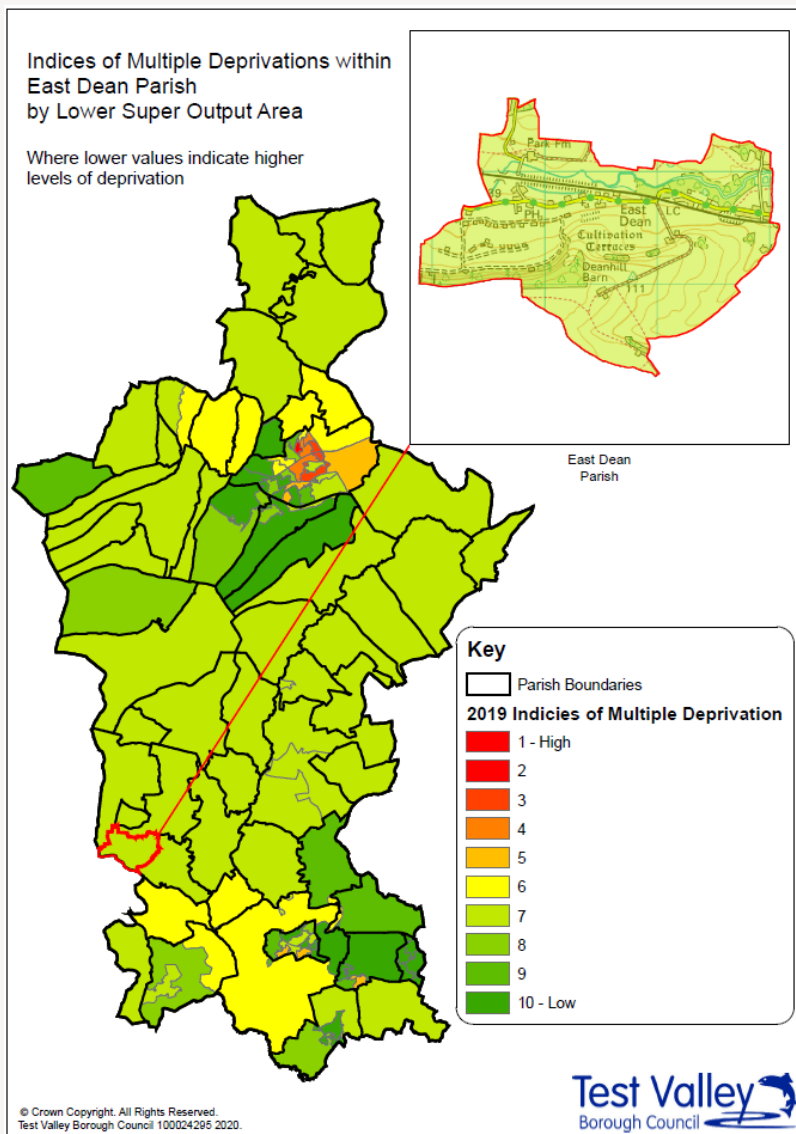 Indices of Multiple Deprivations within
East Dean Parish
by Lower Super Output Area
Where lower values indicate higher
levels of deprivation
Park Fm
39
PH
East
Dean
LC
Cultivation
Terraces
Deanhill
Barn
111
East Dean
Parish
Key
Parish Boundaries
2019 Indicies of Multiple Deprivation
1 - High
2
3
4
5
6
7
8
9
10 - Low
© Crown Copyright. All Rights Reserved.
Test Valley Borough Council 100024295 2020.
Test Valley
Borough Council